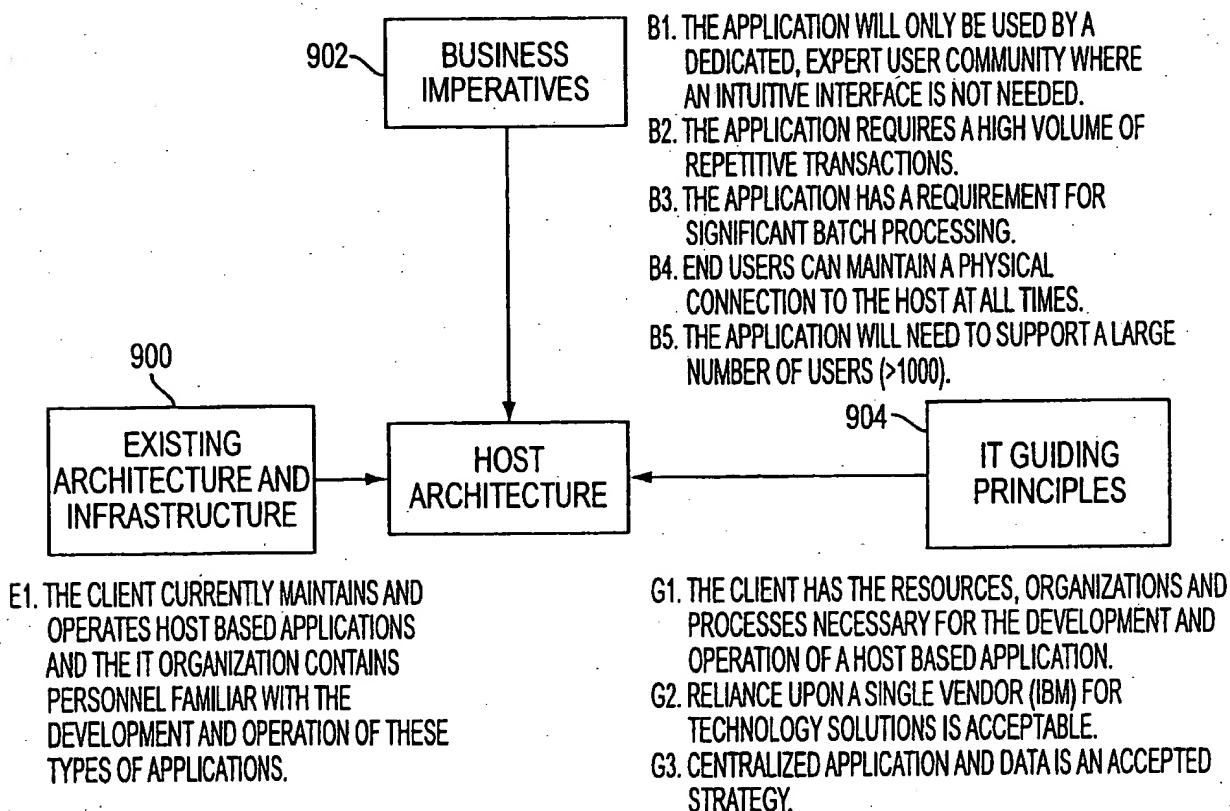 902
BUSINESS
IMPERATIVES
B1. THE APPLICATION WILL ONLY BE USED BY A
DEDICATED, EXPERT USER COMMUNITY WHERE
AN INTUITIVE INTERFACE IS NOT NEEDED.
B2. THE APPLICATION REQUIRES A HIGH VOLUME OF
REPETITIVE TRANSACTIONS.
B3. THE APPLICATION HAS A REQUIREMENT FOR
SIGNIFICANT BATCH PROCESSING.
B4. END USERS CAN MAINTAIN A PHYSICAL
CONNECTION TO THE HOST AT ALL TIMES.
B5. THE APPLICATION WILL NEED TO SUPPORT A LARGE
NUMBER OF USERS (>1000).
900
EXISTING
ARCHITECTURE AND
INFRASTRUCTURE
HOST
ARCHITECTURE
904
IT GUIDING
PRINCIPLES
E1. THE CLIENT CURRENTLY MAINTAINS AND
OPERATES HOST BASED APPLICATIONS
AND THE IT ORGANIZATION CONTAINS
PERSONNEL FAMILIAR WITH THE
DEVELOPMENT AND OPERATION OF THESE
TYPES OF APPLICATIONS.
G1. THE CLIENT HAS THE RESOURCES, ORGANIZATIONS AND
PROCESSES NECESSARY FOR THE DEVELOPMENT AND
OPERATION OF A HOST BASED APPLICATION.
G2. RELIANCE UPON A SINGLE VENDOR (IBM) FOR
TECHNOLOGY SOLUTIONS IS ACCEPTABLE.
G3. CENTRALIZED APPLICATION AND DATA IS AN ACCEPTED
STRATEGY.